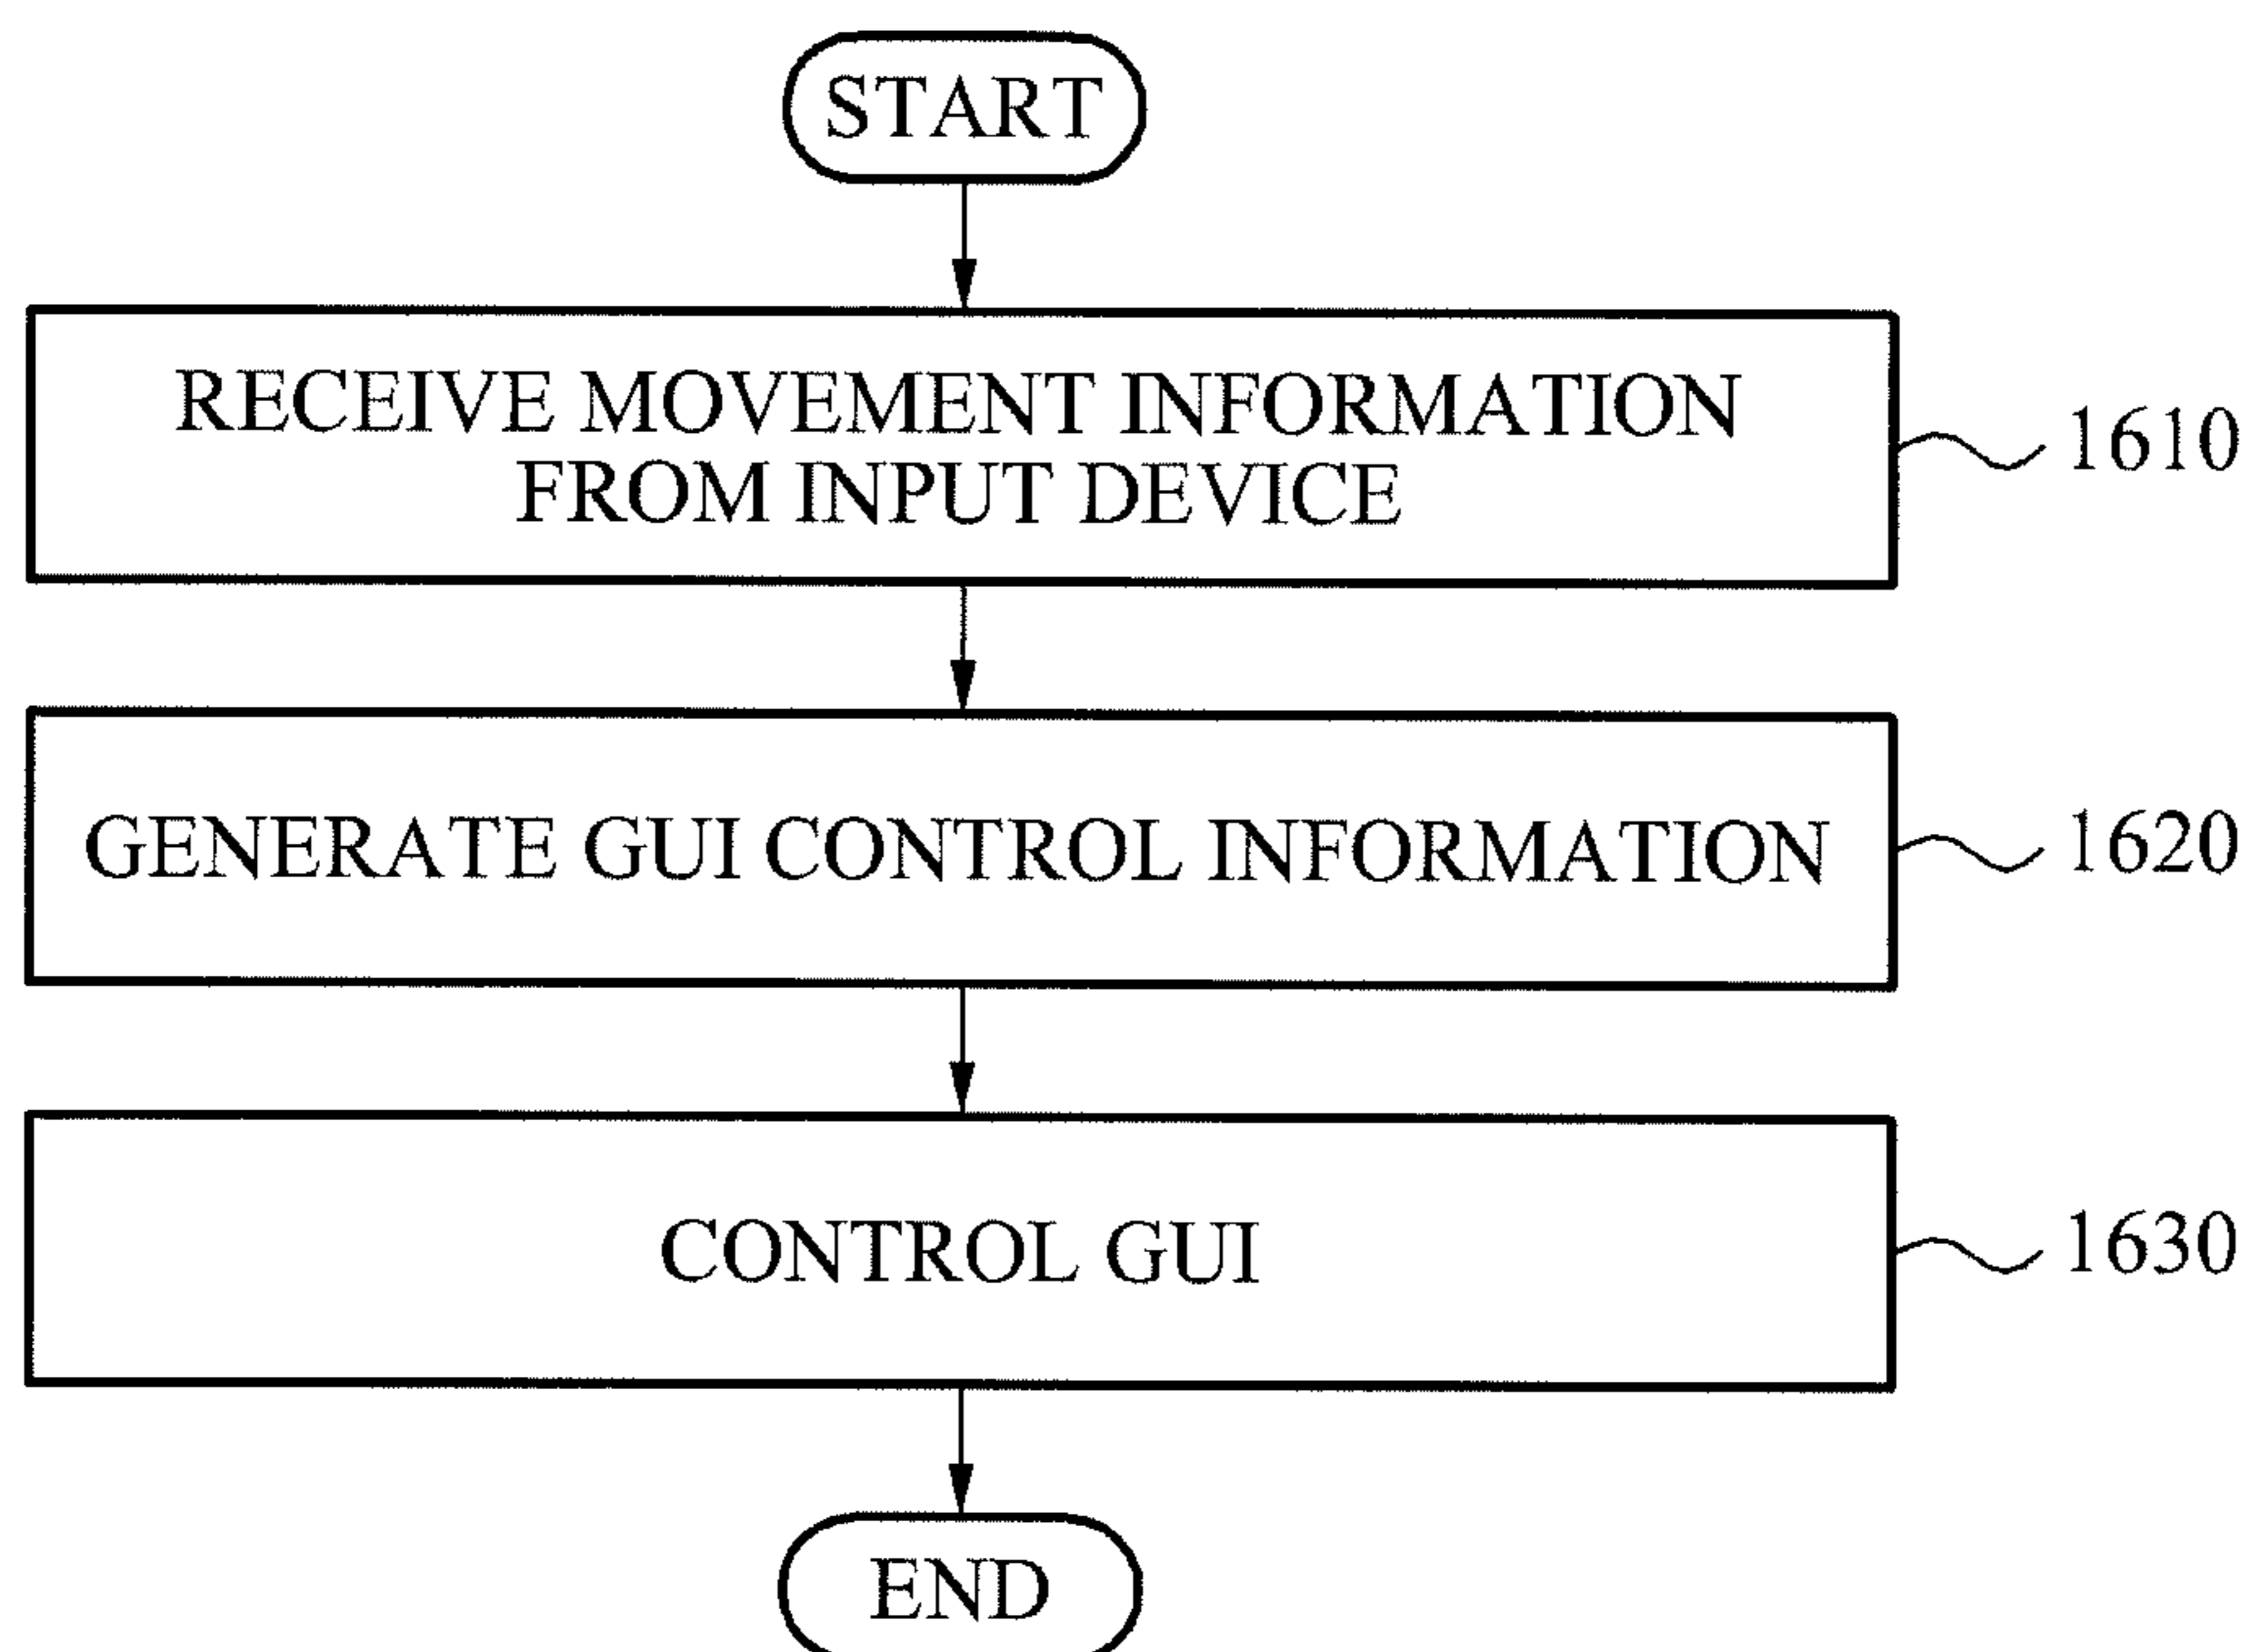 START
RECEIVE MOVEMENT INFORMATION
FROM INPUT DEVICE
1610
GENERATE GUI CONTROL INFORMATION
1620
CONTROL GUI
1630
END